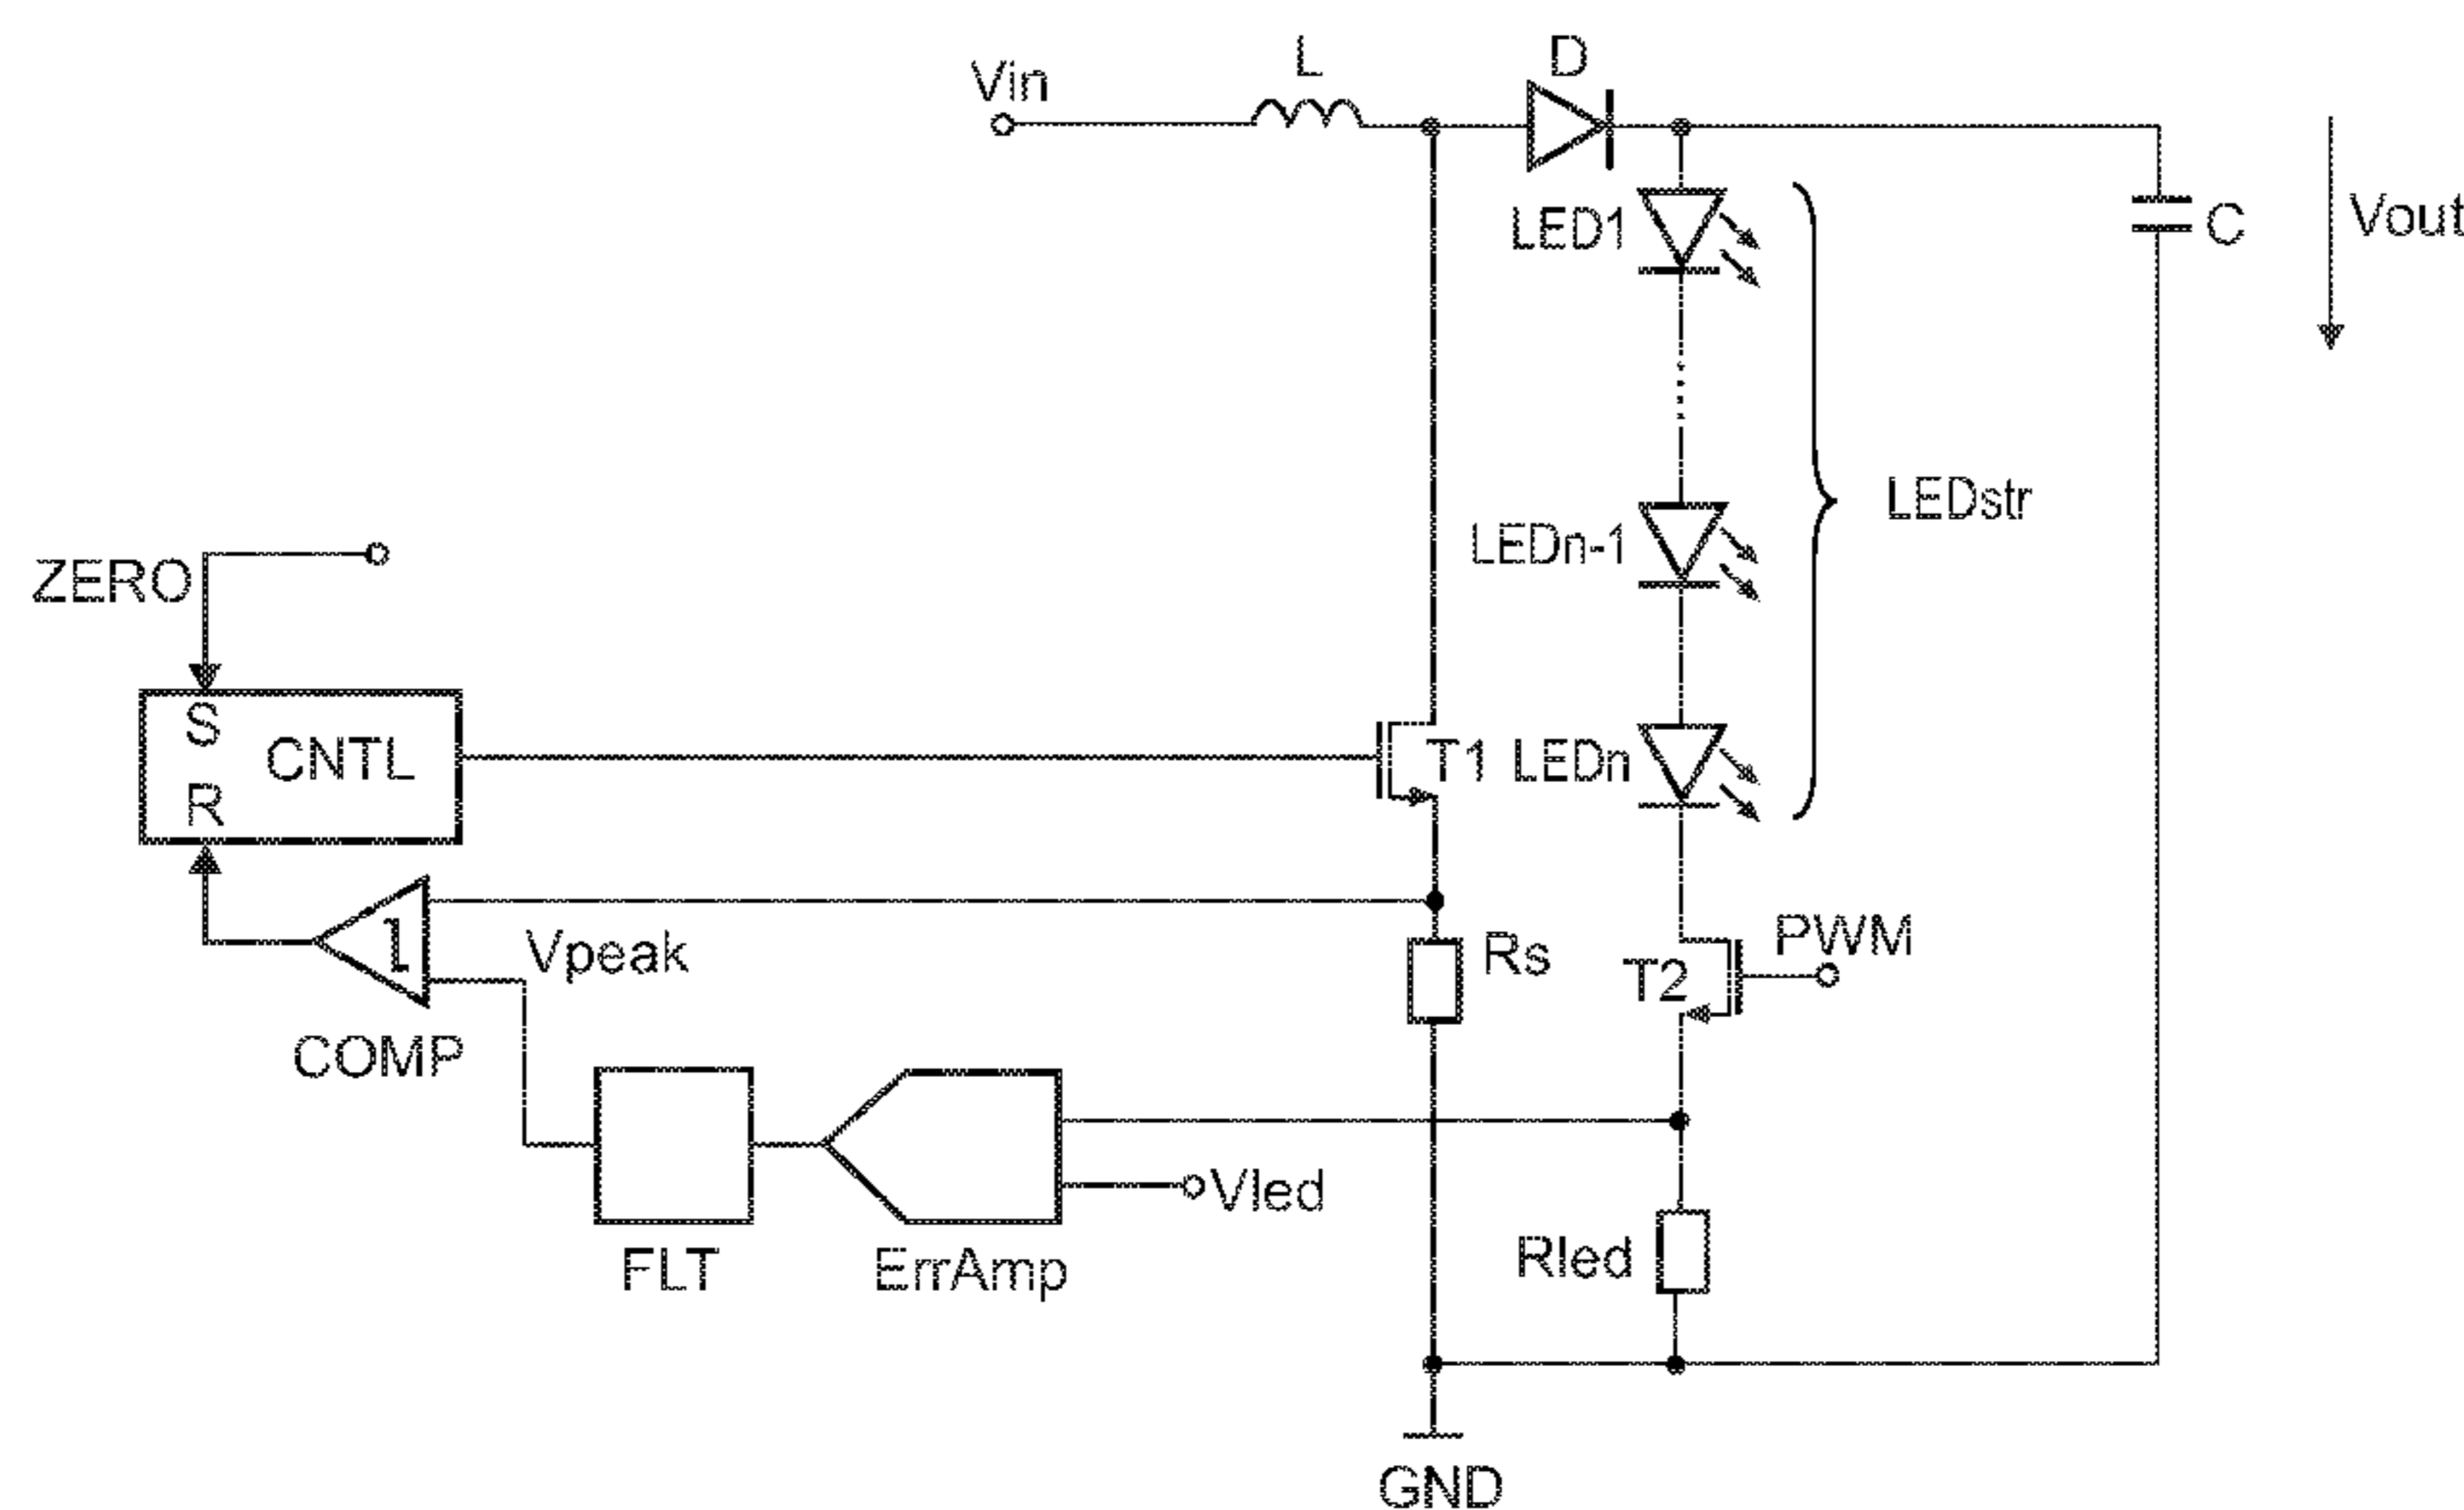 Vin
L
D
LED1
C
Vout
LEDn-1
LEDstr
ZERO
S
CNTL
R
T1
LEDn
Vpeak
Rs
PWM
T2
COMP
Vled
FLT
ErrAmp
Rled
GND